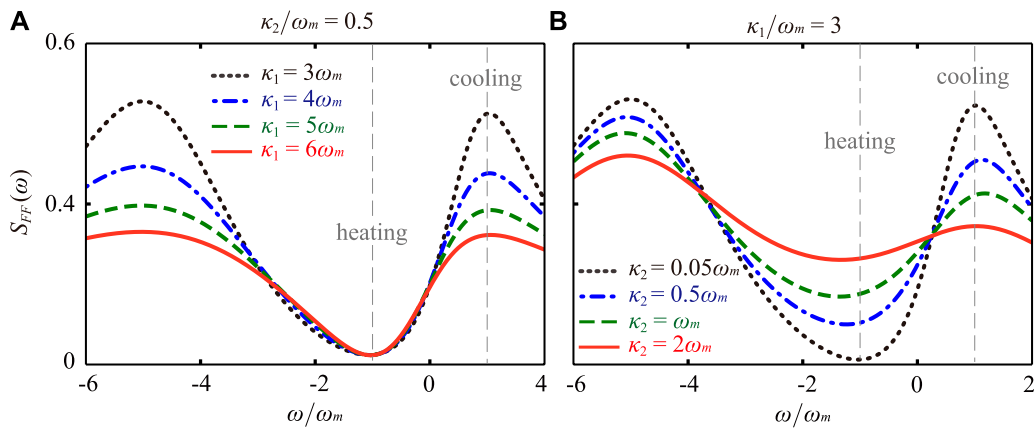 A
κ₂/ωₘ = 0.5
0.6
0.4
0
S_FF(ω)
κ₁ = 3ωₘ
κ₁ = 4ωₘ
κ₁ = 5ωₘ
κ₁ = 6ωₘ
cooling
heating
-6 -4 -2 0 4
ω/ωₘ
B
κ₁/ωₘ = 3
cooling
heating
κ₂ = 0.05ωₘ
κ₂ = 0.5ωₘ
κ₂ = ωₘ
κ₂ = 2ωₘ
-6 -4 -2 0 2
ω/ωₘ